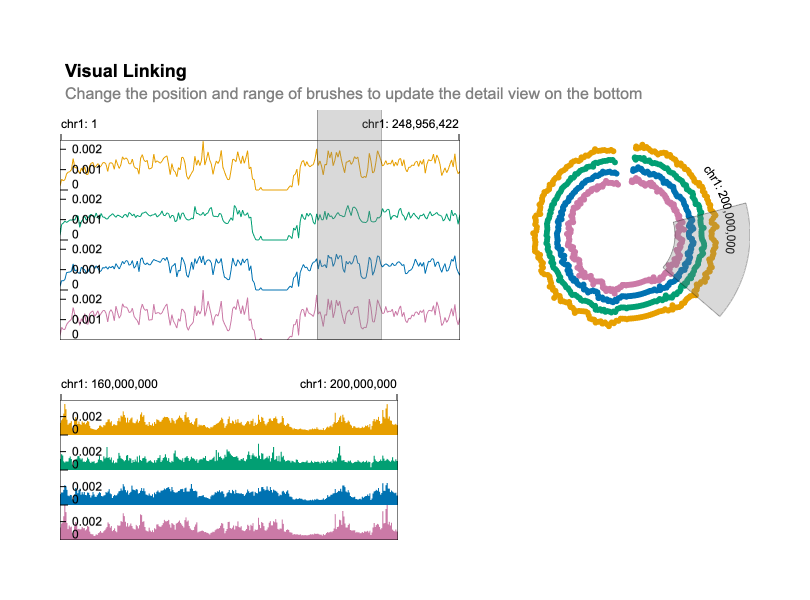 Visual Linking
Change the position and range of brushes to update the detail view on the bottom
chr1: 1
chr1: 248,956,422
0.002
0.001
0
0.002
0.001
0
0.002
0.001
0
0.002
0.001
0
chr1: 200,000,000
chr1: 160,000,000
chr1: 200,000,000
0.002
0
0.002
0
0.002
0
0.002
0